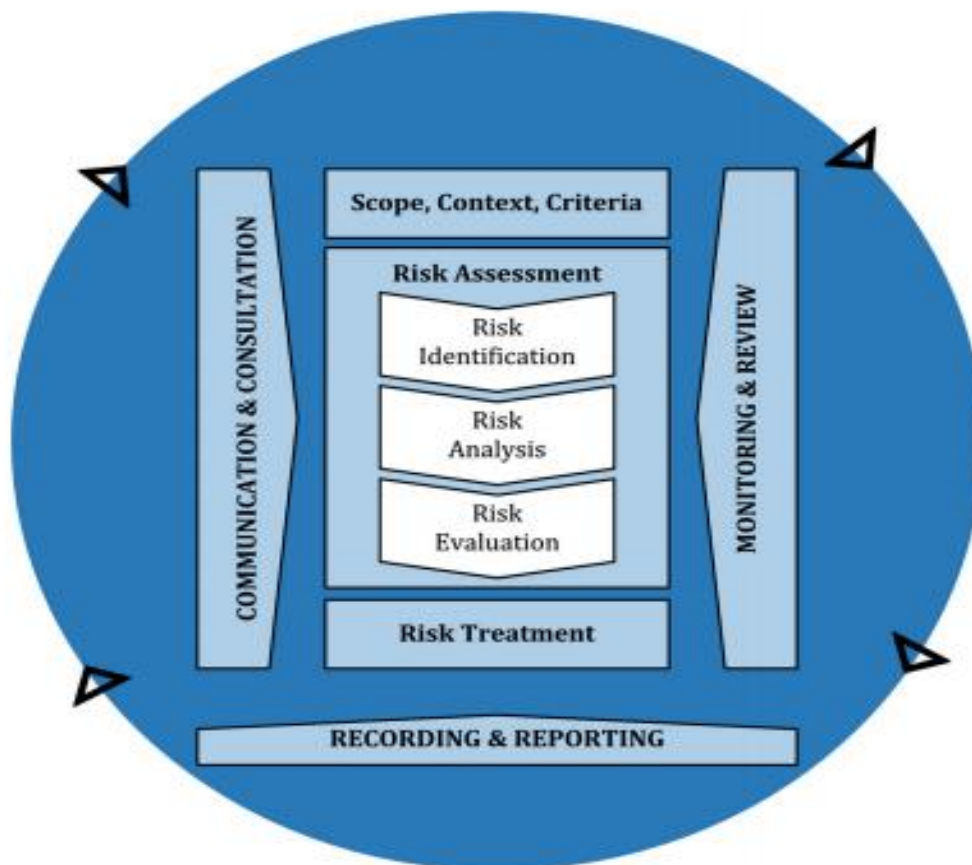 Scope, Context, Criteria
Risk Assessment
Risk
Identification
Risk
Analysis
Risk
Evaluation
Risk Treatment
COMMUNICATION & CONSULTATION
MONITORING & REVIEW
RECORDING & REPORTING